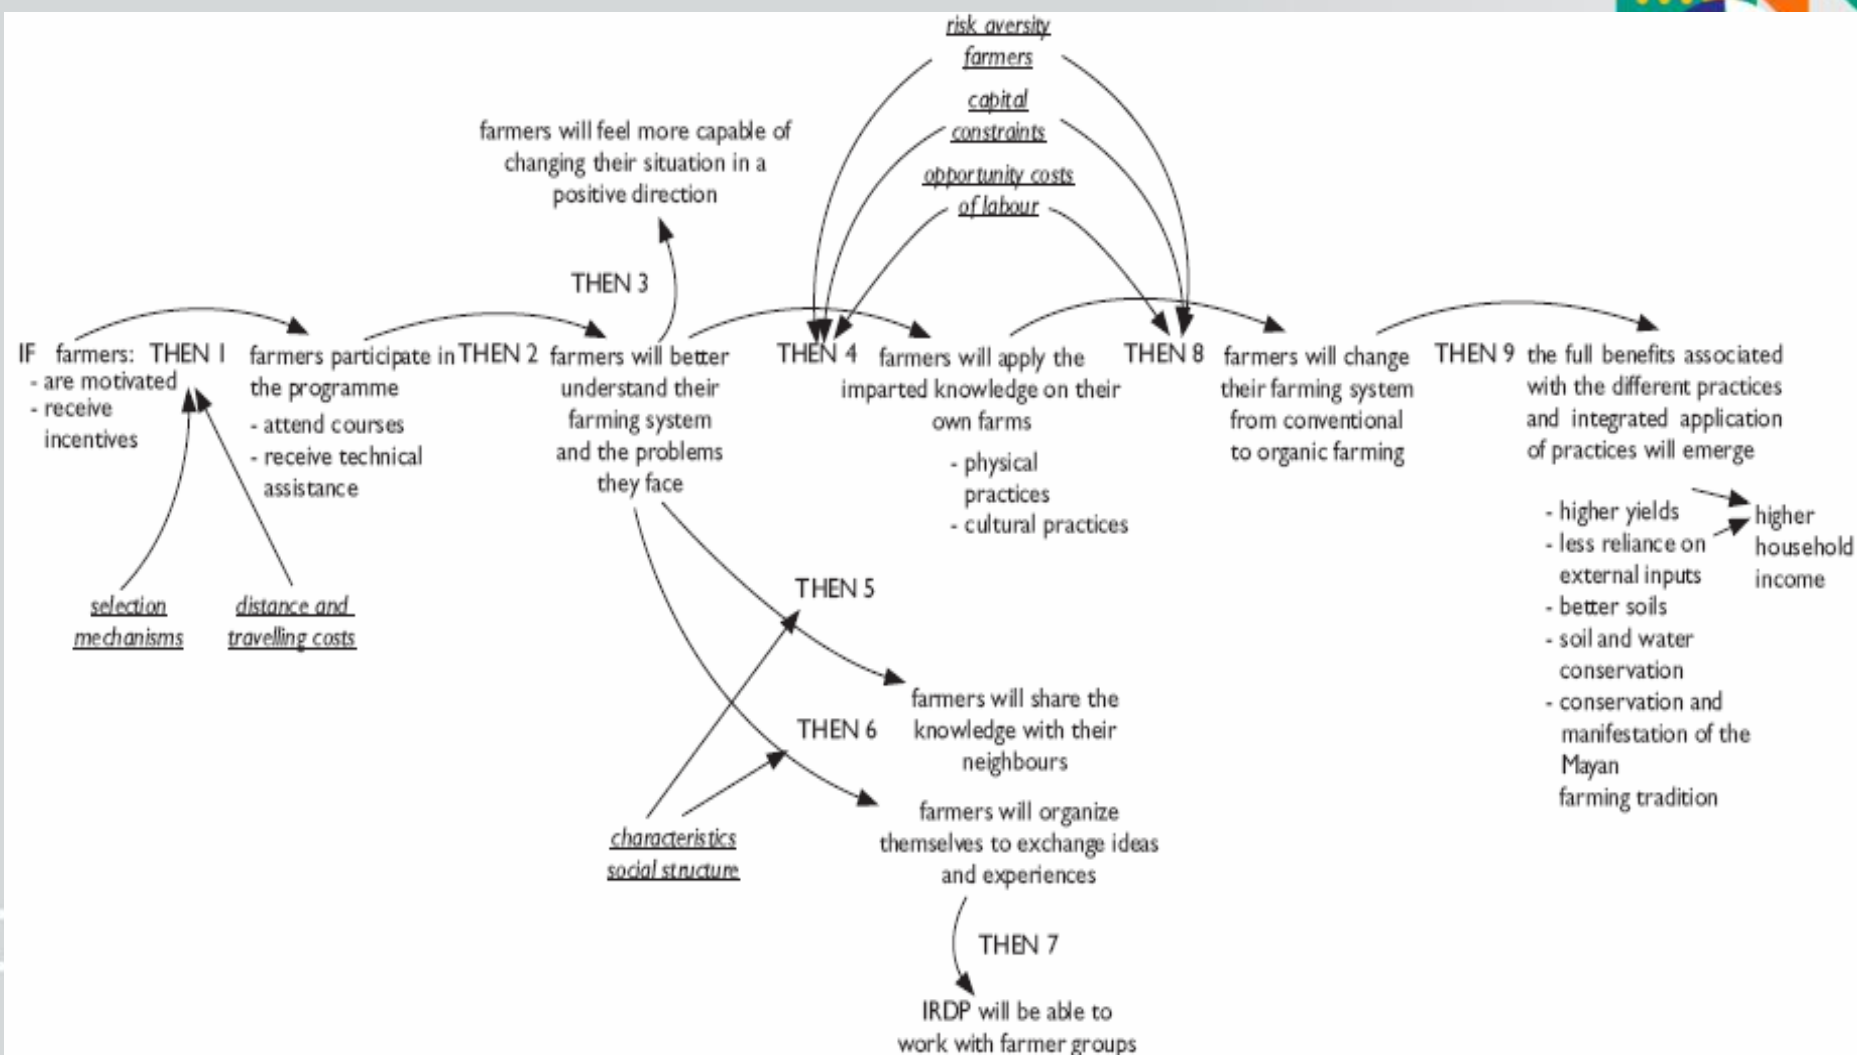 risk aversity
farmers
capital
constraints
opportunity costs
of labour
farmers will feel more capable of
changing their situation in a
positive direction
THEN 3
IF farmers:
- are motivated
- receive
incentives
THEN 1
farmers participate in
the programme
- attend courses
- receive technical
assistance
THEN 2
farmers will better
understand their
farming system
and the problems
they face
THEN 4
farmers will apply the
imparted knowledge on their
own farms
- physical
practices
- cultural practices
THEN 8
farmers will change
their farming system
from conventional
to organic farming
THEN 9
the full benefits associated
with the different practices
and integrated application
of practices will emerge
- higher yields
- less reliance on
external inputs
- better soils
- soil and water
conservation
- conservation and
manifestation of the
Mayan
farming tradition
higher
household
income
selection
mechanisms
distance and
travelling costs
THEN 5
farmers will share the
knowledge with their
neighbours
THEN 6
farmers will organize
themselves to exchange ideas
and experiences
characteristics
social structure
THEN 7
IRDP will be able to
work with farmer groups